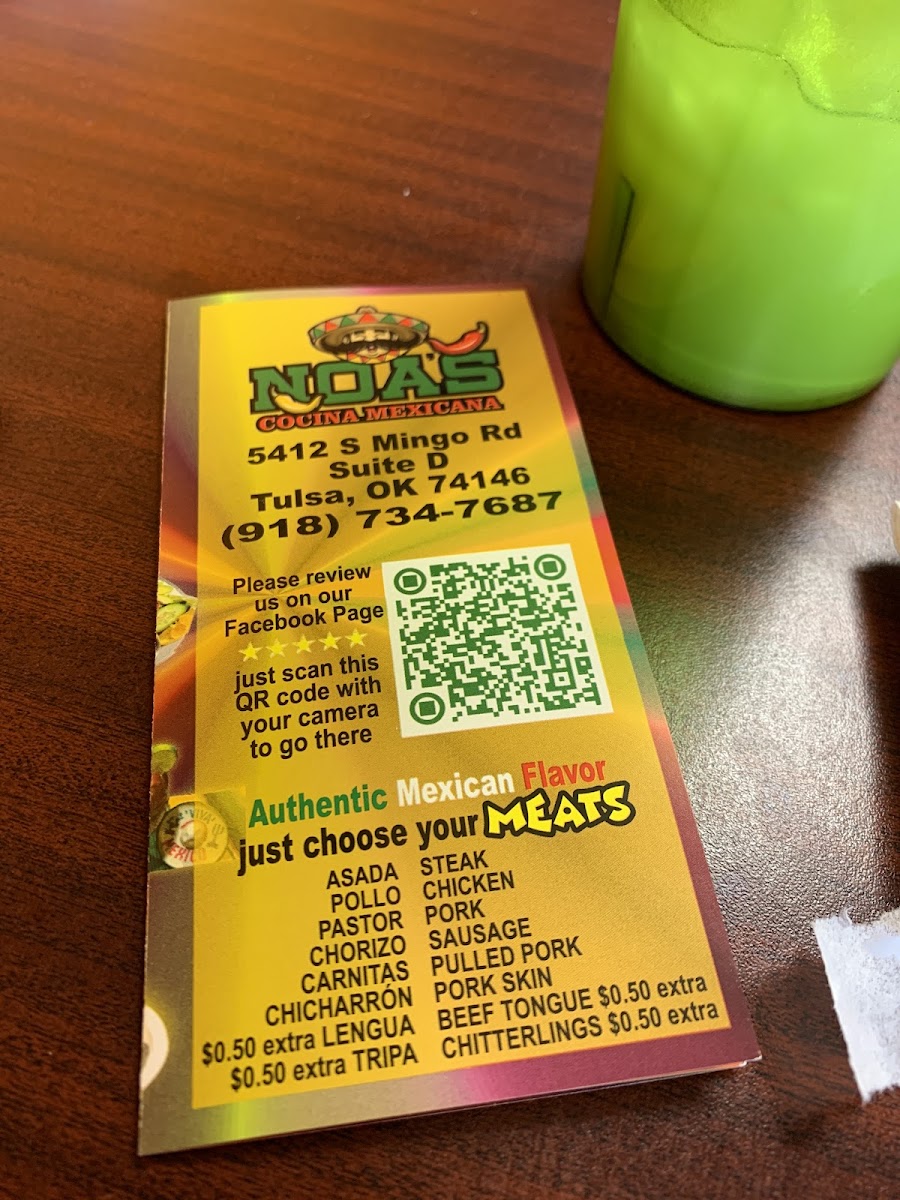 NOA'S
COCINA MEXICANA
5412 S Mingo Rd
Suite D
Tulsa, OK 74146
(918) 734-7687
Please review
us on our
Facebook Page
just scan this
QR code with
your camera
to go there
Authentic Mexican Flavor
just choose your MEATS
ASADA STEAK
POLLO CHICKEN
PASTOR PORK
CHORIZO SAUSAGE
CARNITAS PULLED PORK
CHICHARRÓN PORK SKIN
$0.50 extra LENGUA BEEF TONGUE $0.50 extra
$0.50 extra TRIPA CHITTERLINGS $0.50 extra